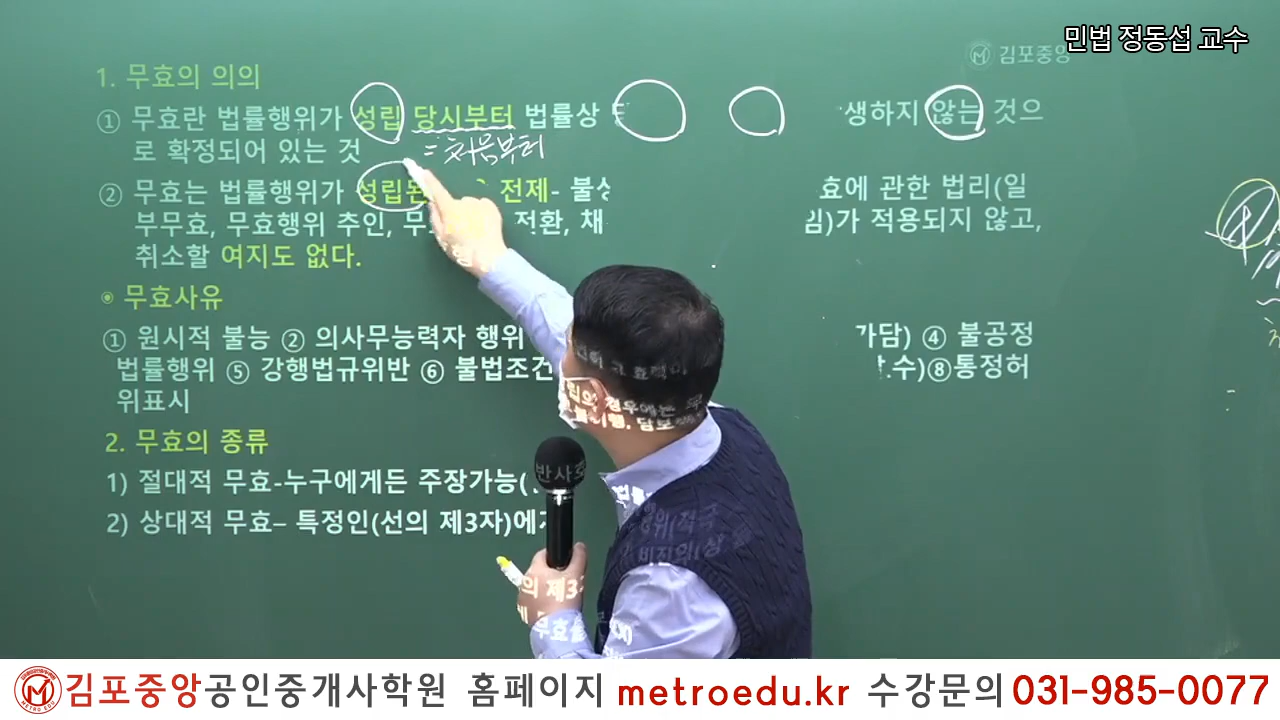 민법 정동섭 교수
김포중앙
1. 무효의 의의
① 무효란 법률행위가 성립 당시부터 법률상 생하지 않는 것으
로 확정되어 있는 것 = 처음부터
② 무효는 법률행위가 성립된 전제- 불성 효에 관한 법리(일
부무효, 무효행위 추인, 무 전환, 채 임)가 적용되지 않고,
취소할 여지도 없다.
◉ 무효사유
① 원시적 불능 ② 의사무능력자 행위 가담) ④ 불공정
법률행위 ⑤ 강행법규위반 ⑥ 불법조건 수)⑧통정허
위표시
2. 무효의 종류
1) 절대적 무효-누구에게든 주장가능(
2) 상대적 무효– 특정인(선의 제3자)에
김포중앙공인중개사학원 홈페이지 metroedu.kr 수강문의 031-985-0077